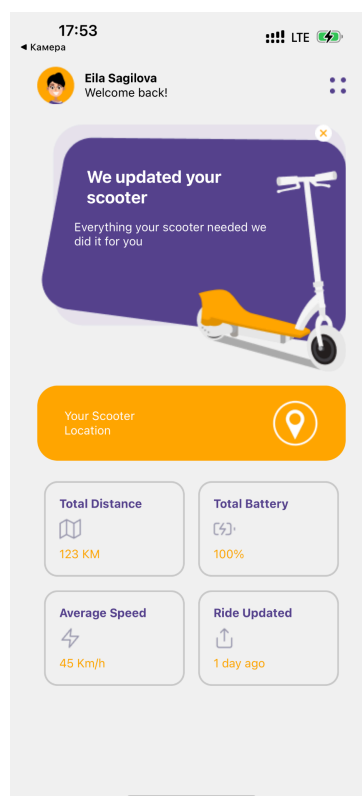 17:53
LTE
◀ Камера
Eila Sagilova
Welcome back!
We updated your
scooter
Everything your scooter needed we
did it for you
Your Scooter
Location
Total Distance
123 KM
Total Battery
100%
Average Speed
45 Km/h
Ride Updated
1 day ago